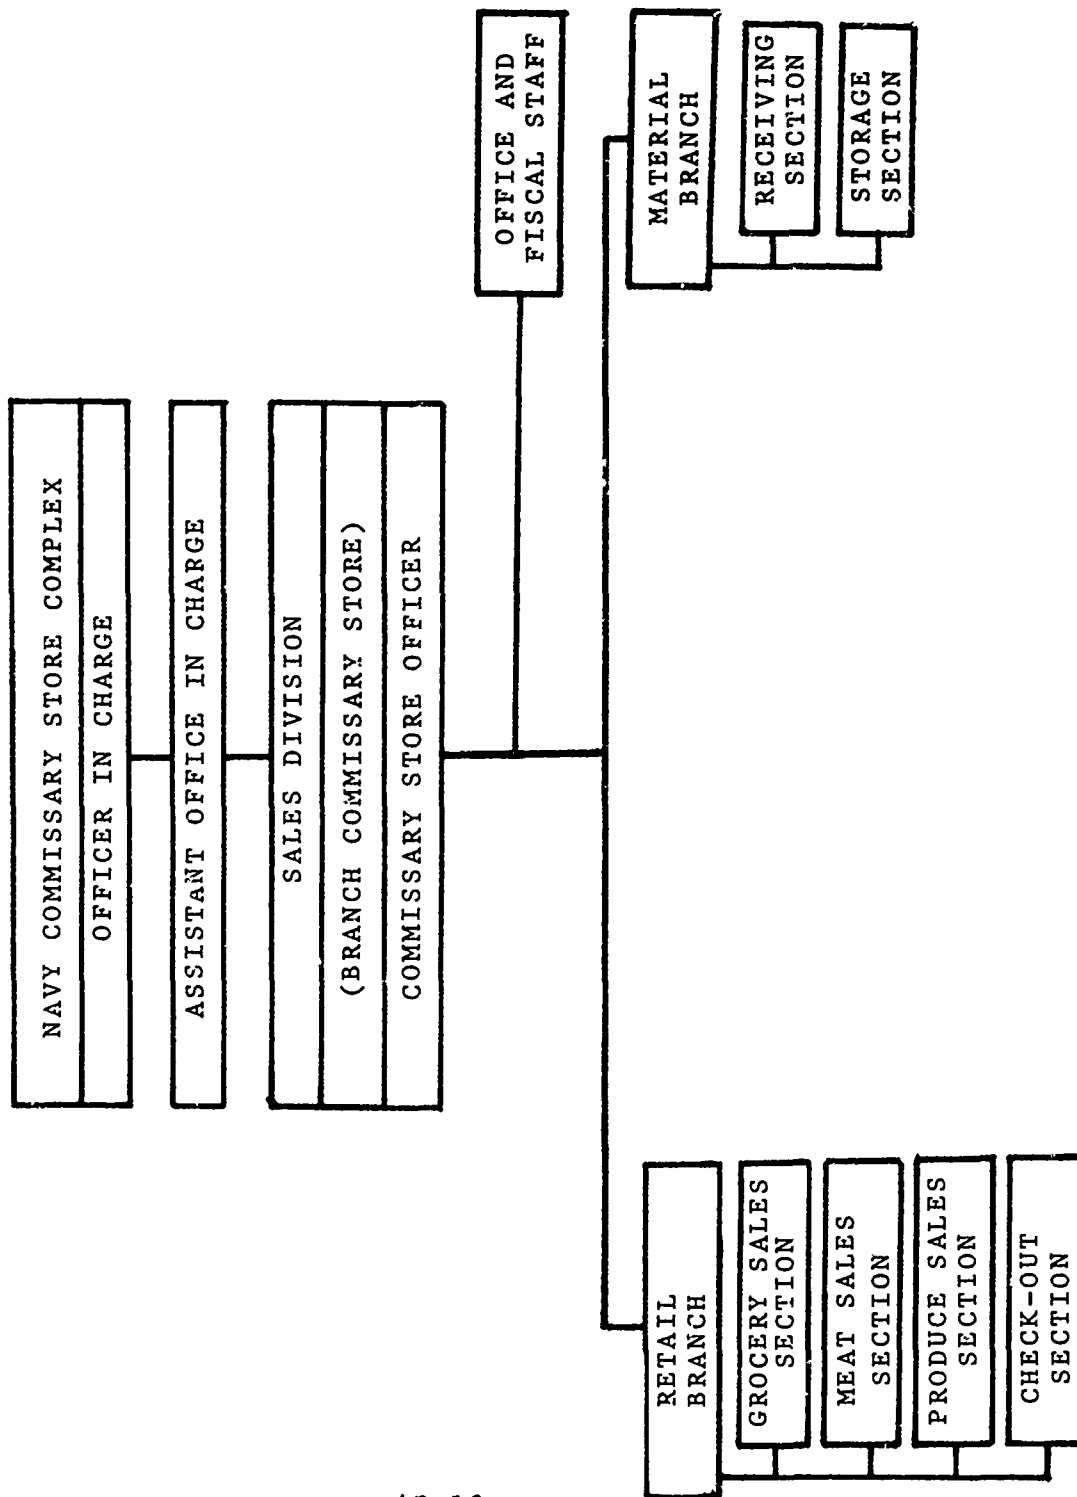 NAVY COMMISSARY STORE COMPLEX
OFFICER IN CHARGE
ASSISTANT OFFICE IN CHARGE
SALES DIVISION
(BRANCH COMMISSARY STORE)
COMMISSARY STORE OFFICER
OFFICE AND
FISCAL STAFF
RETAIL
BRANCH
GROCERY SALES
SECTION
MEAT SALES
SECTION
PRODUCE SALES
SECTION
CHECK-OUT
SECTION
MATERIAL
BRANCH
RECEIVING
SECTION
STORAGE
SECTION